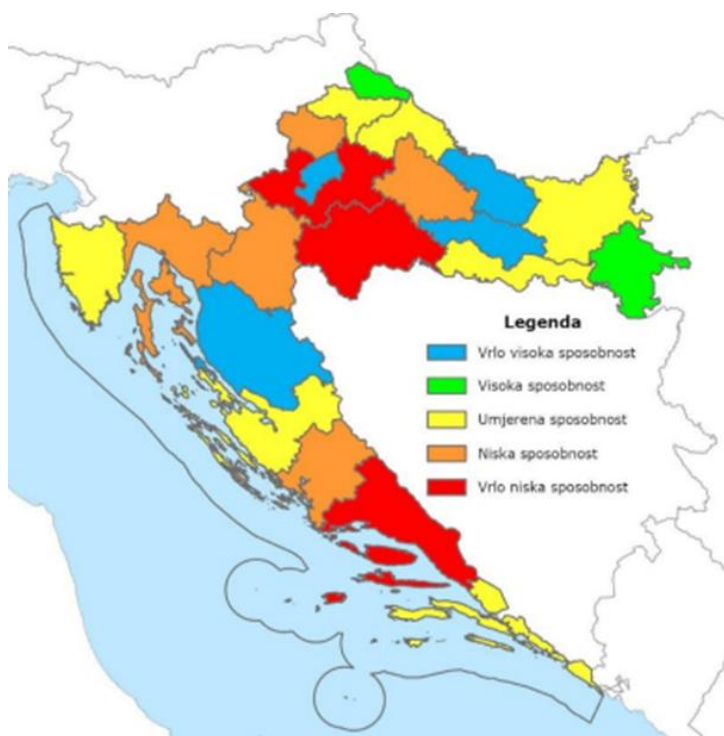 Legenda
Vrlo visoka sposobnost
Visoka sposobnost
Umjerena sposobnost
Niska sposobnost
Vrlo niska sposobnost